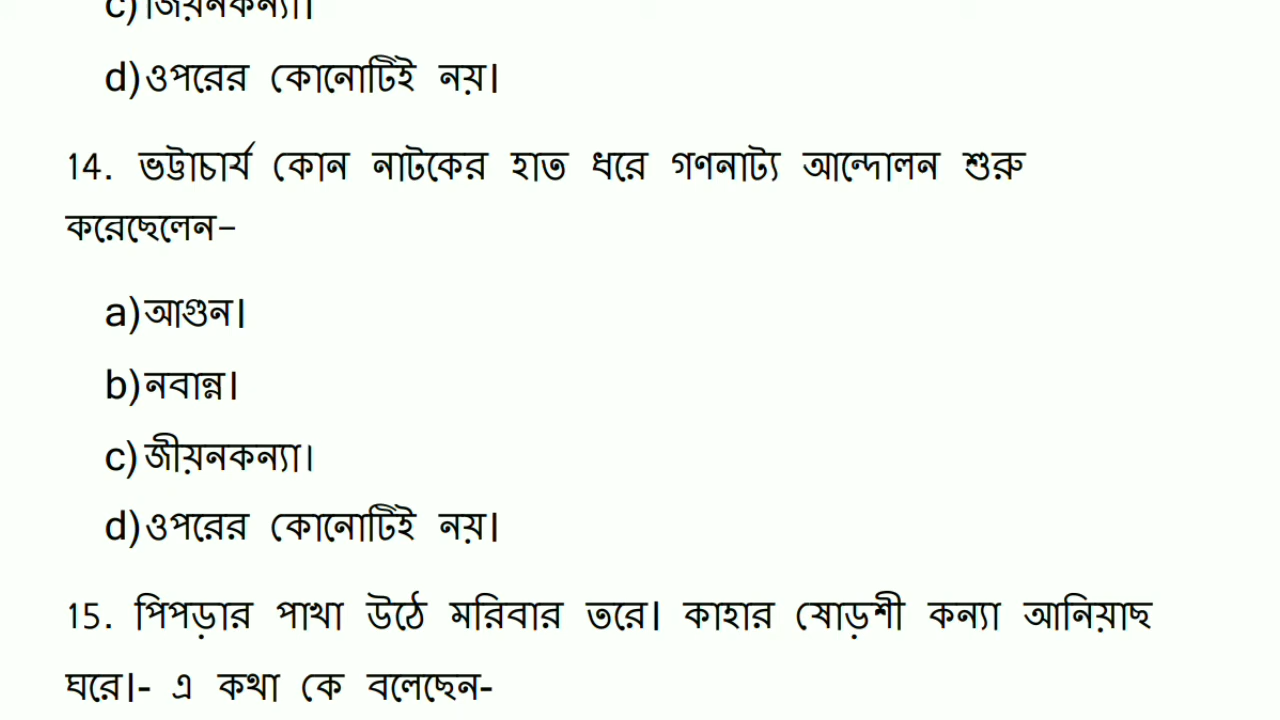 c)জিয়নকন্যা।
d)ওপরের কোনোটিই নয়।
14. ভট্টাচার্য কোন নাটকের হাত ধরে গণনাট্য আন্দোলন শুরু
করেছেলেন–
a)আগুন।
b)নবান্ন।
c)জীয়নকন্যা।
d)ওপরের কোনোটিই নয়।
15. পিপড়ার পাখা উঠে মরিবার তরে। কাহার ষোড়শী কন্যা আনিয়াছ
ঘরে।- এ কথা কে বলেছেন-